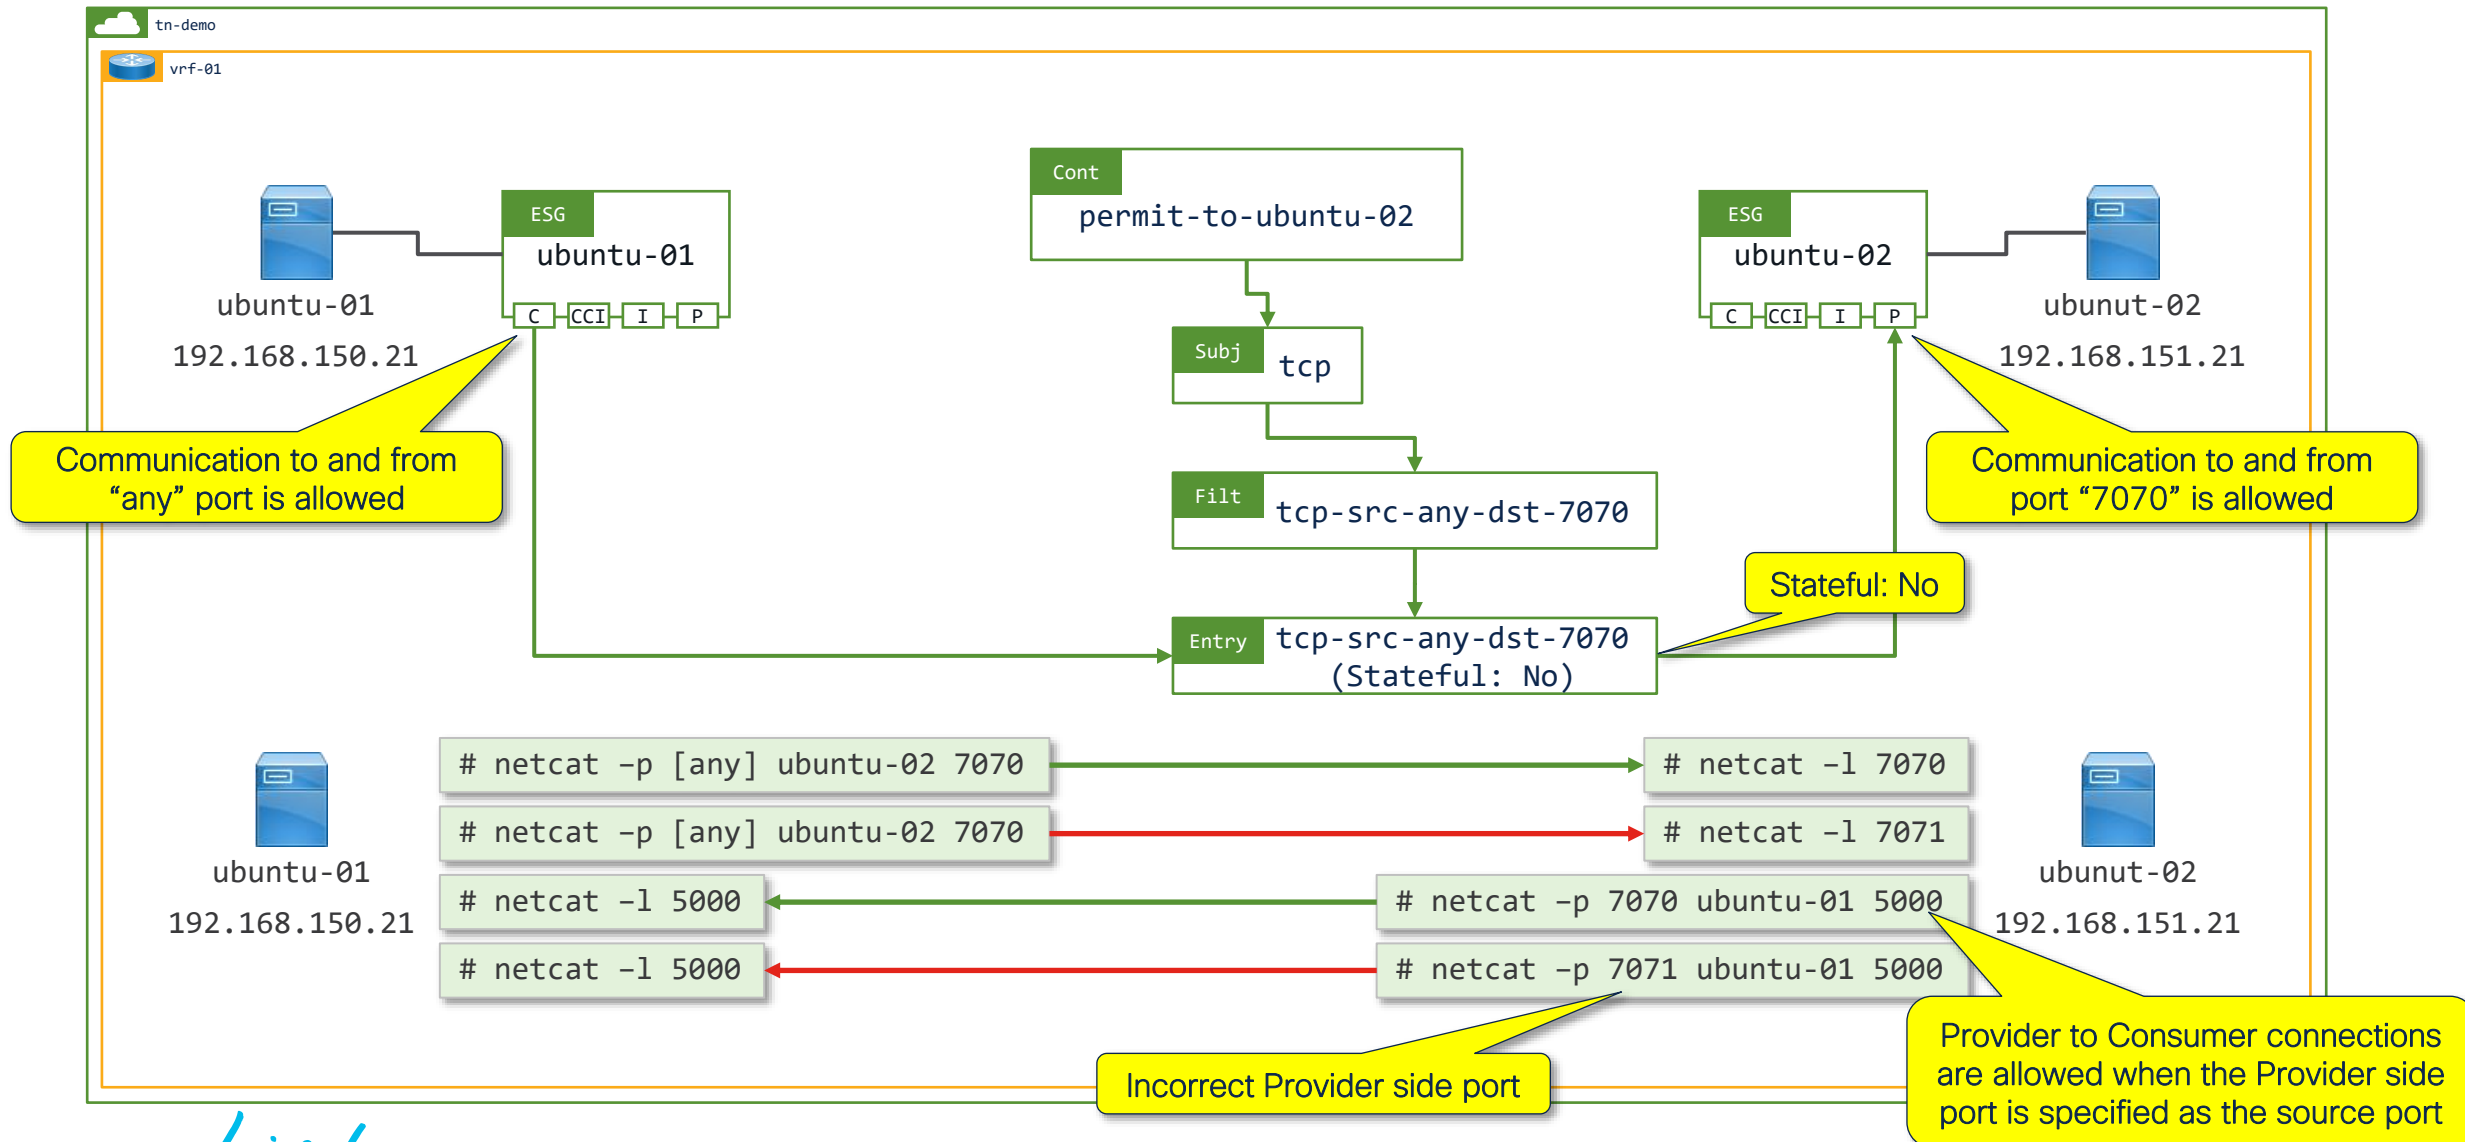 tn-demo
vrf-01
Cont
permit-to-ubuntu-02
ESG
ubuntu-01
C CCI I P
ESG
ubuntu-02
C CCI I P
ubuntu-01
192.168.150.21
ubunut-02
192.168.151.21
Subj
tcp
Communication to and from
“any” port is allowed
Communication to and from
port “7070” is allowed
Filt
tcp-src-any-dst-7070
Stateful: No
Entry
tcp-src-any-dst-7070
(Stateful: No)
# netcat –p [any] ubuntu-02 7070
# netcat –l 7070
# netcat –p [any] ubuntu-02 7070
# netcat –l 7071
ubuntu-01
192.168.150.21
ubunut-02
192.168.151.21
# netcat –l 5000
# netcat –p 7070 ubuntu-01 5000
# netcat –l 5000
# netcat –p 7071 ubuntu-01 5000
Incorrect Provider side port
Provider to Consumer connections
are allowed when the Provider side
port is specified as the source port